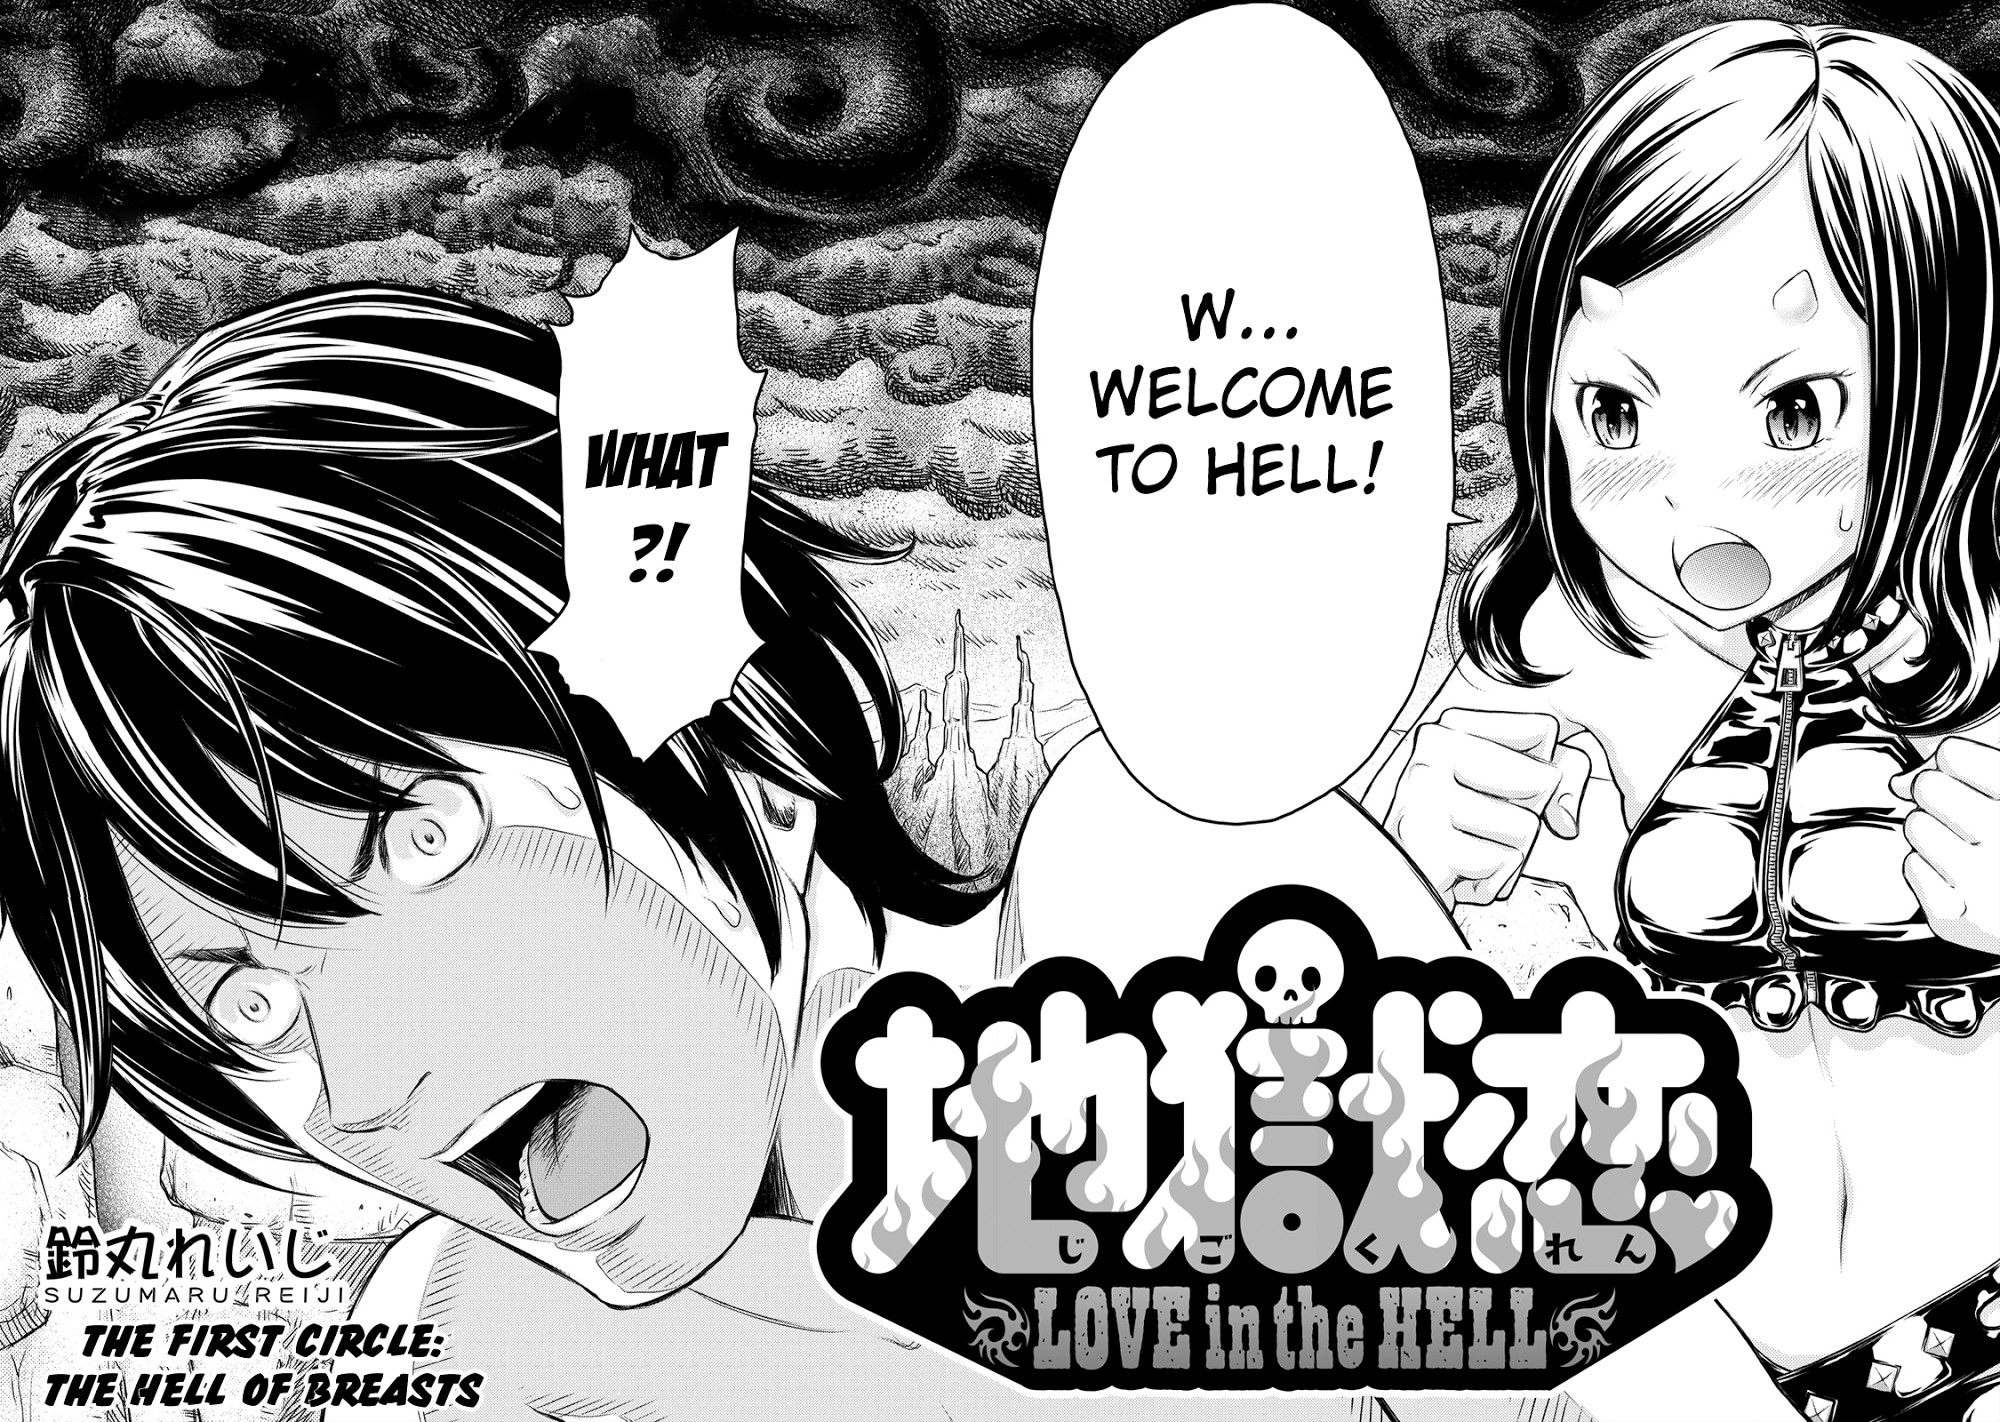 W...
WELCOME
TO HELL!
WHAT
?!
地獄恋
じごくれん
LOVE in the HELL
鈴丸れいじ
SUZUMARU REIJI
THE FIRST CIRCLE:
THE HELL OF BREASTS